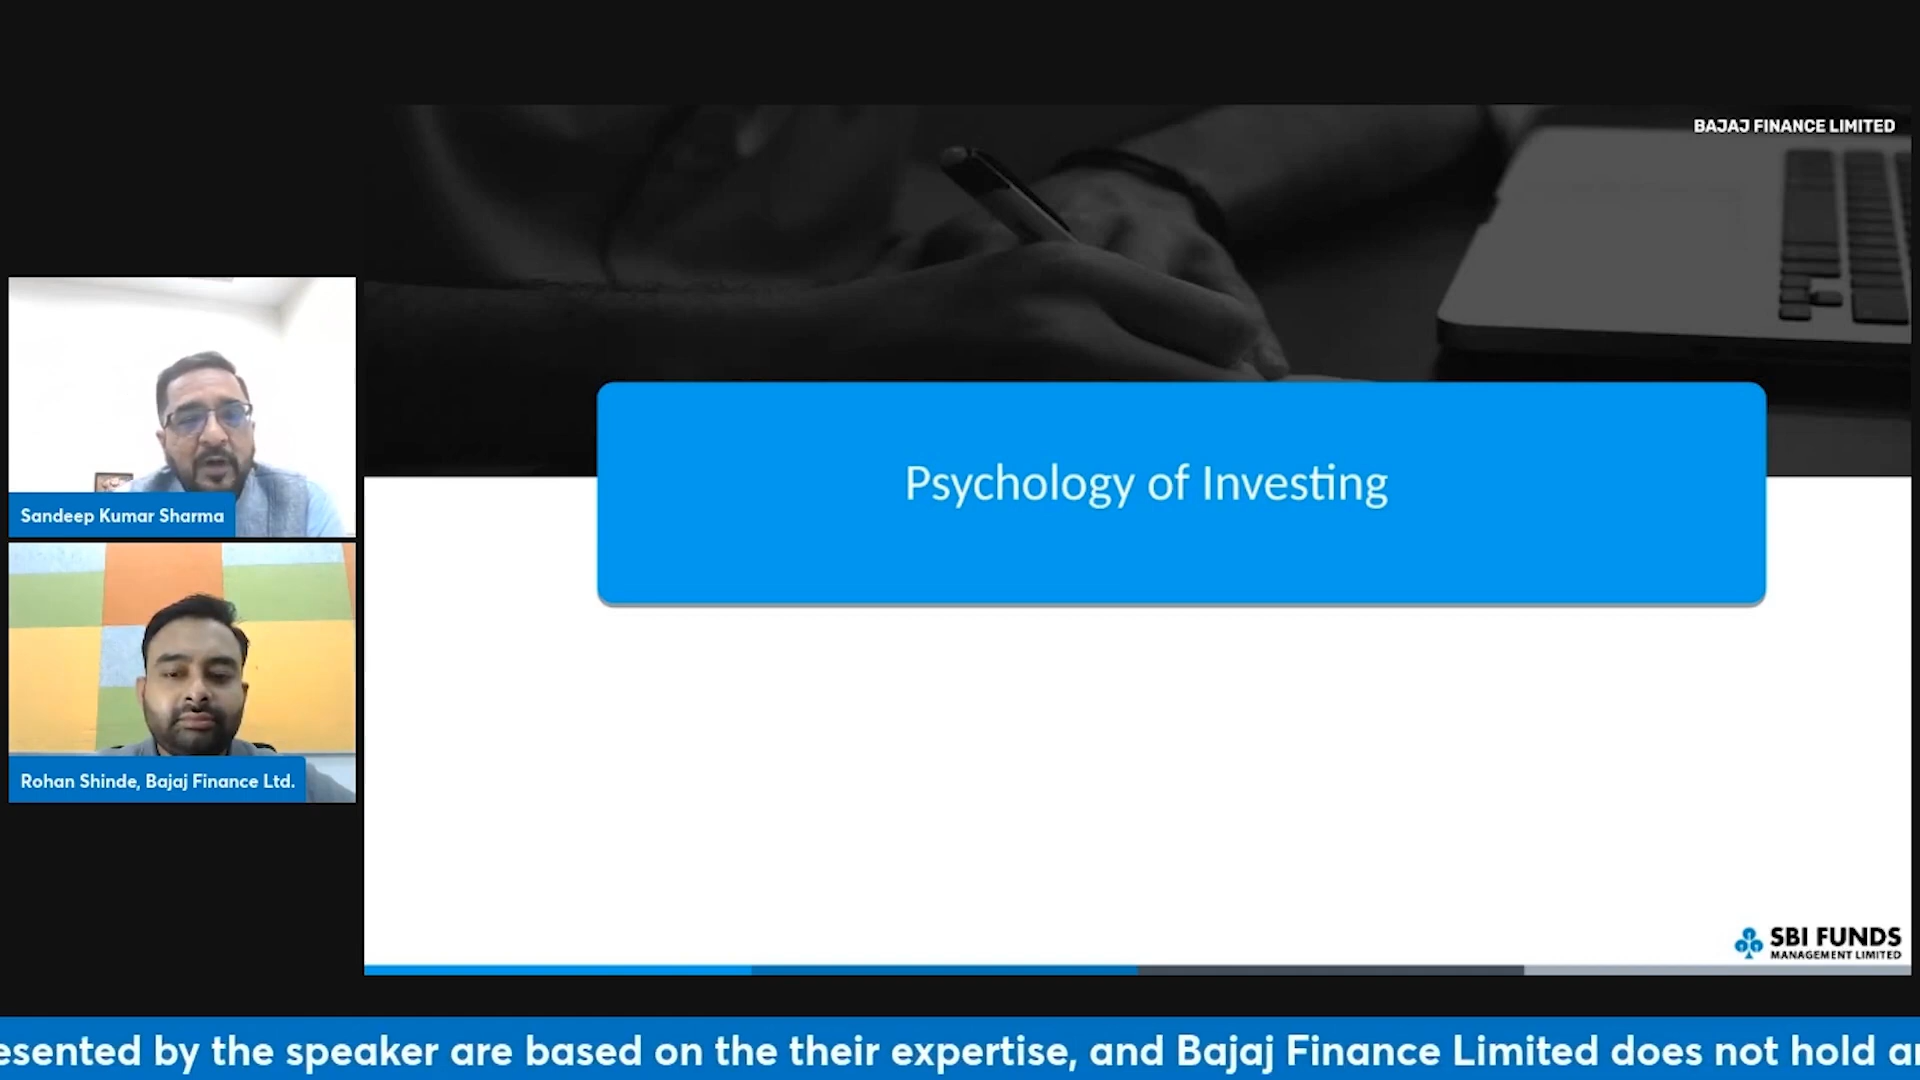 BAJAJ FINANCE LIMITED
Psychology of Investing
Sandeep Kumar Sharma
Rohan Shinde, Bajaj Finance Ltd.
SBI FUNDS
MANAGEMENT LIMITED
by the speaker are based on the their expertise, and Bajaj Finance Limited does not hold